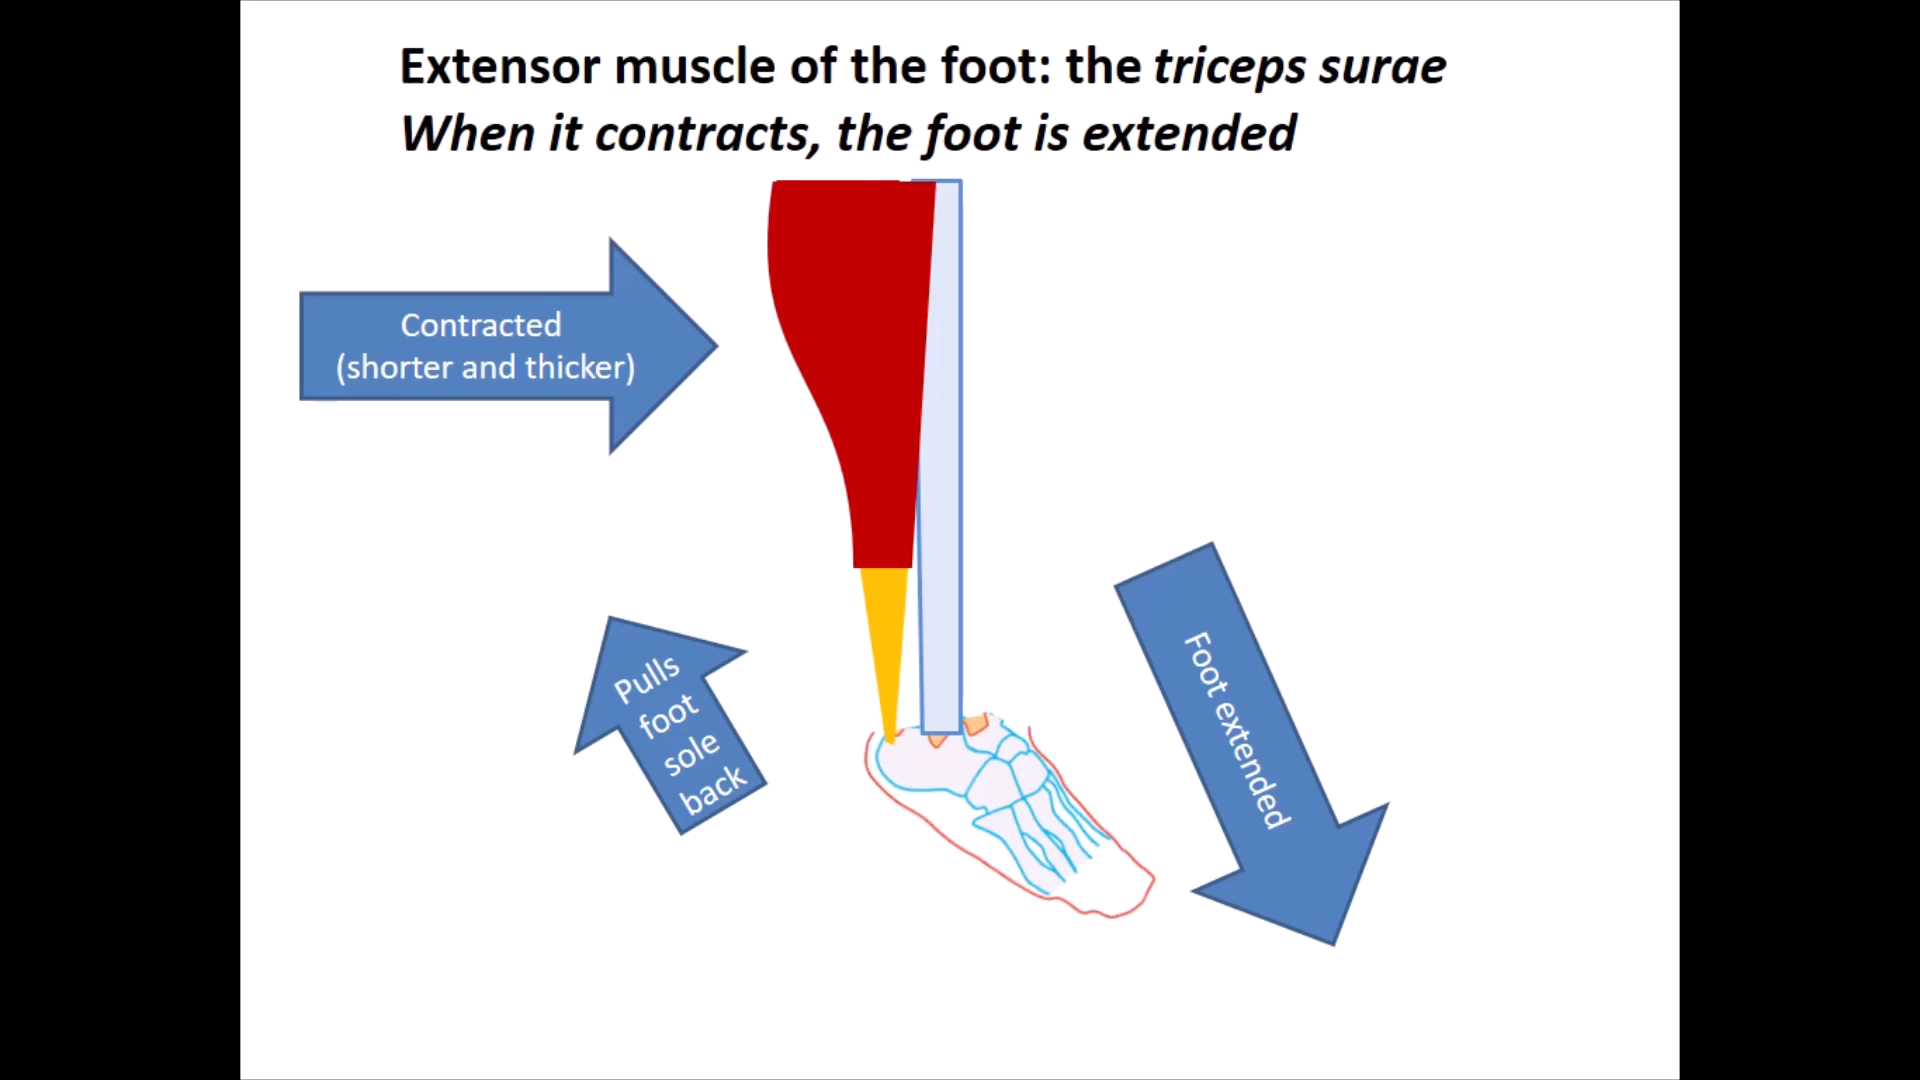 Extensor muscle of the foot: the triceps surae
When it contracts, the foot is extended
Contracted
(shorter and thicker)
Pulls
foot
sole
back
Foot extended